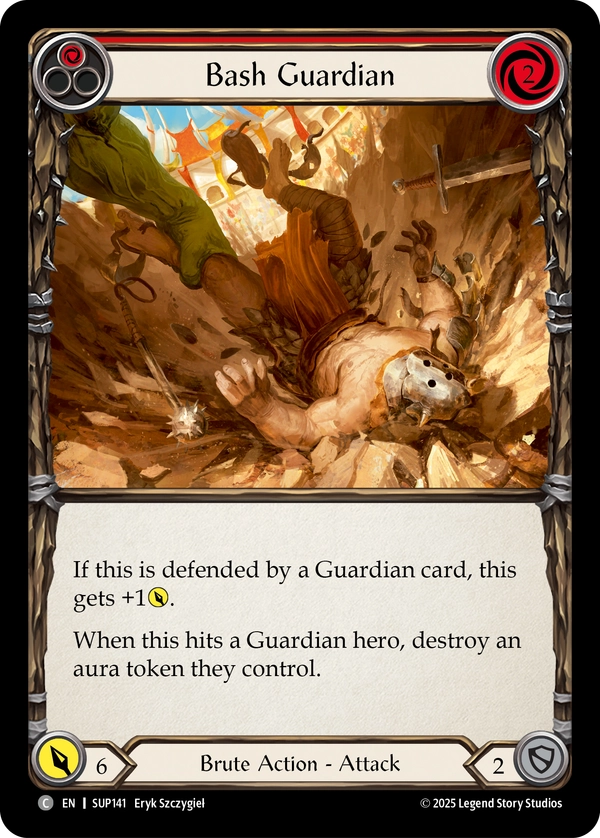 Bash Guardian
2
If this is defended by a Guardian card, this
gets +1.
When this hits a Guardian hero, destroy an
aura token they control.
6
Brute Action - Attack
2
C EN SUP141 Eryk Szczygieł
© 2025 Legend Story Studios